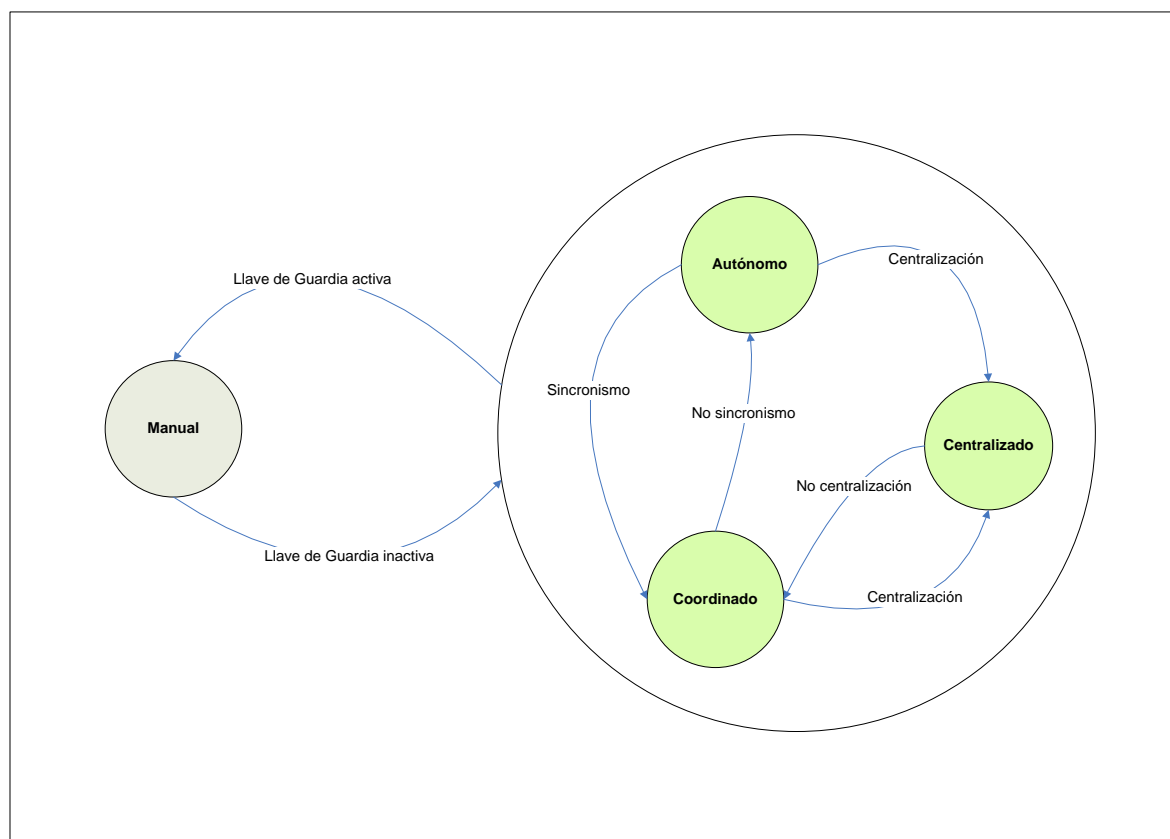 Autónomo
Centralización
Llave de Guardia activa
Sincronismo
No sincronismo
Manual
Centralizado
No centralización
Llave de Guardia inactiva
Coordinado
Centralización